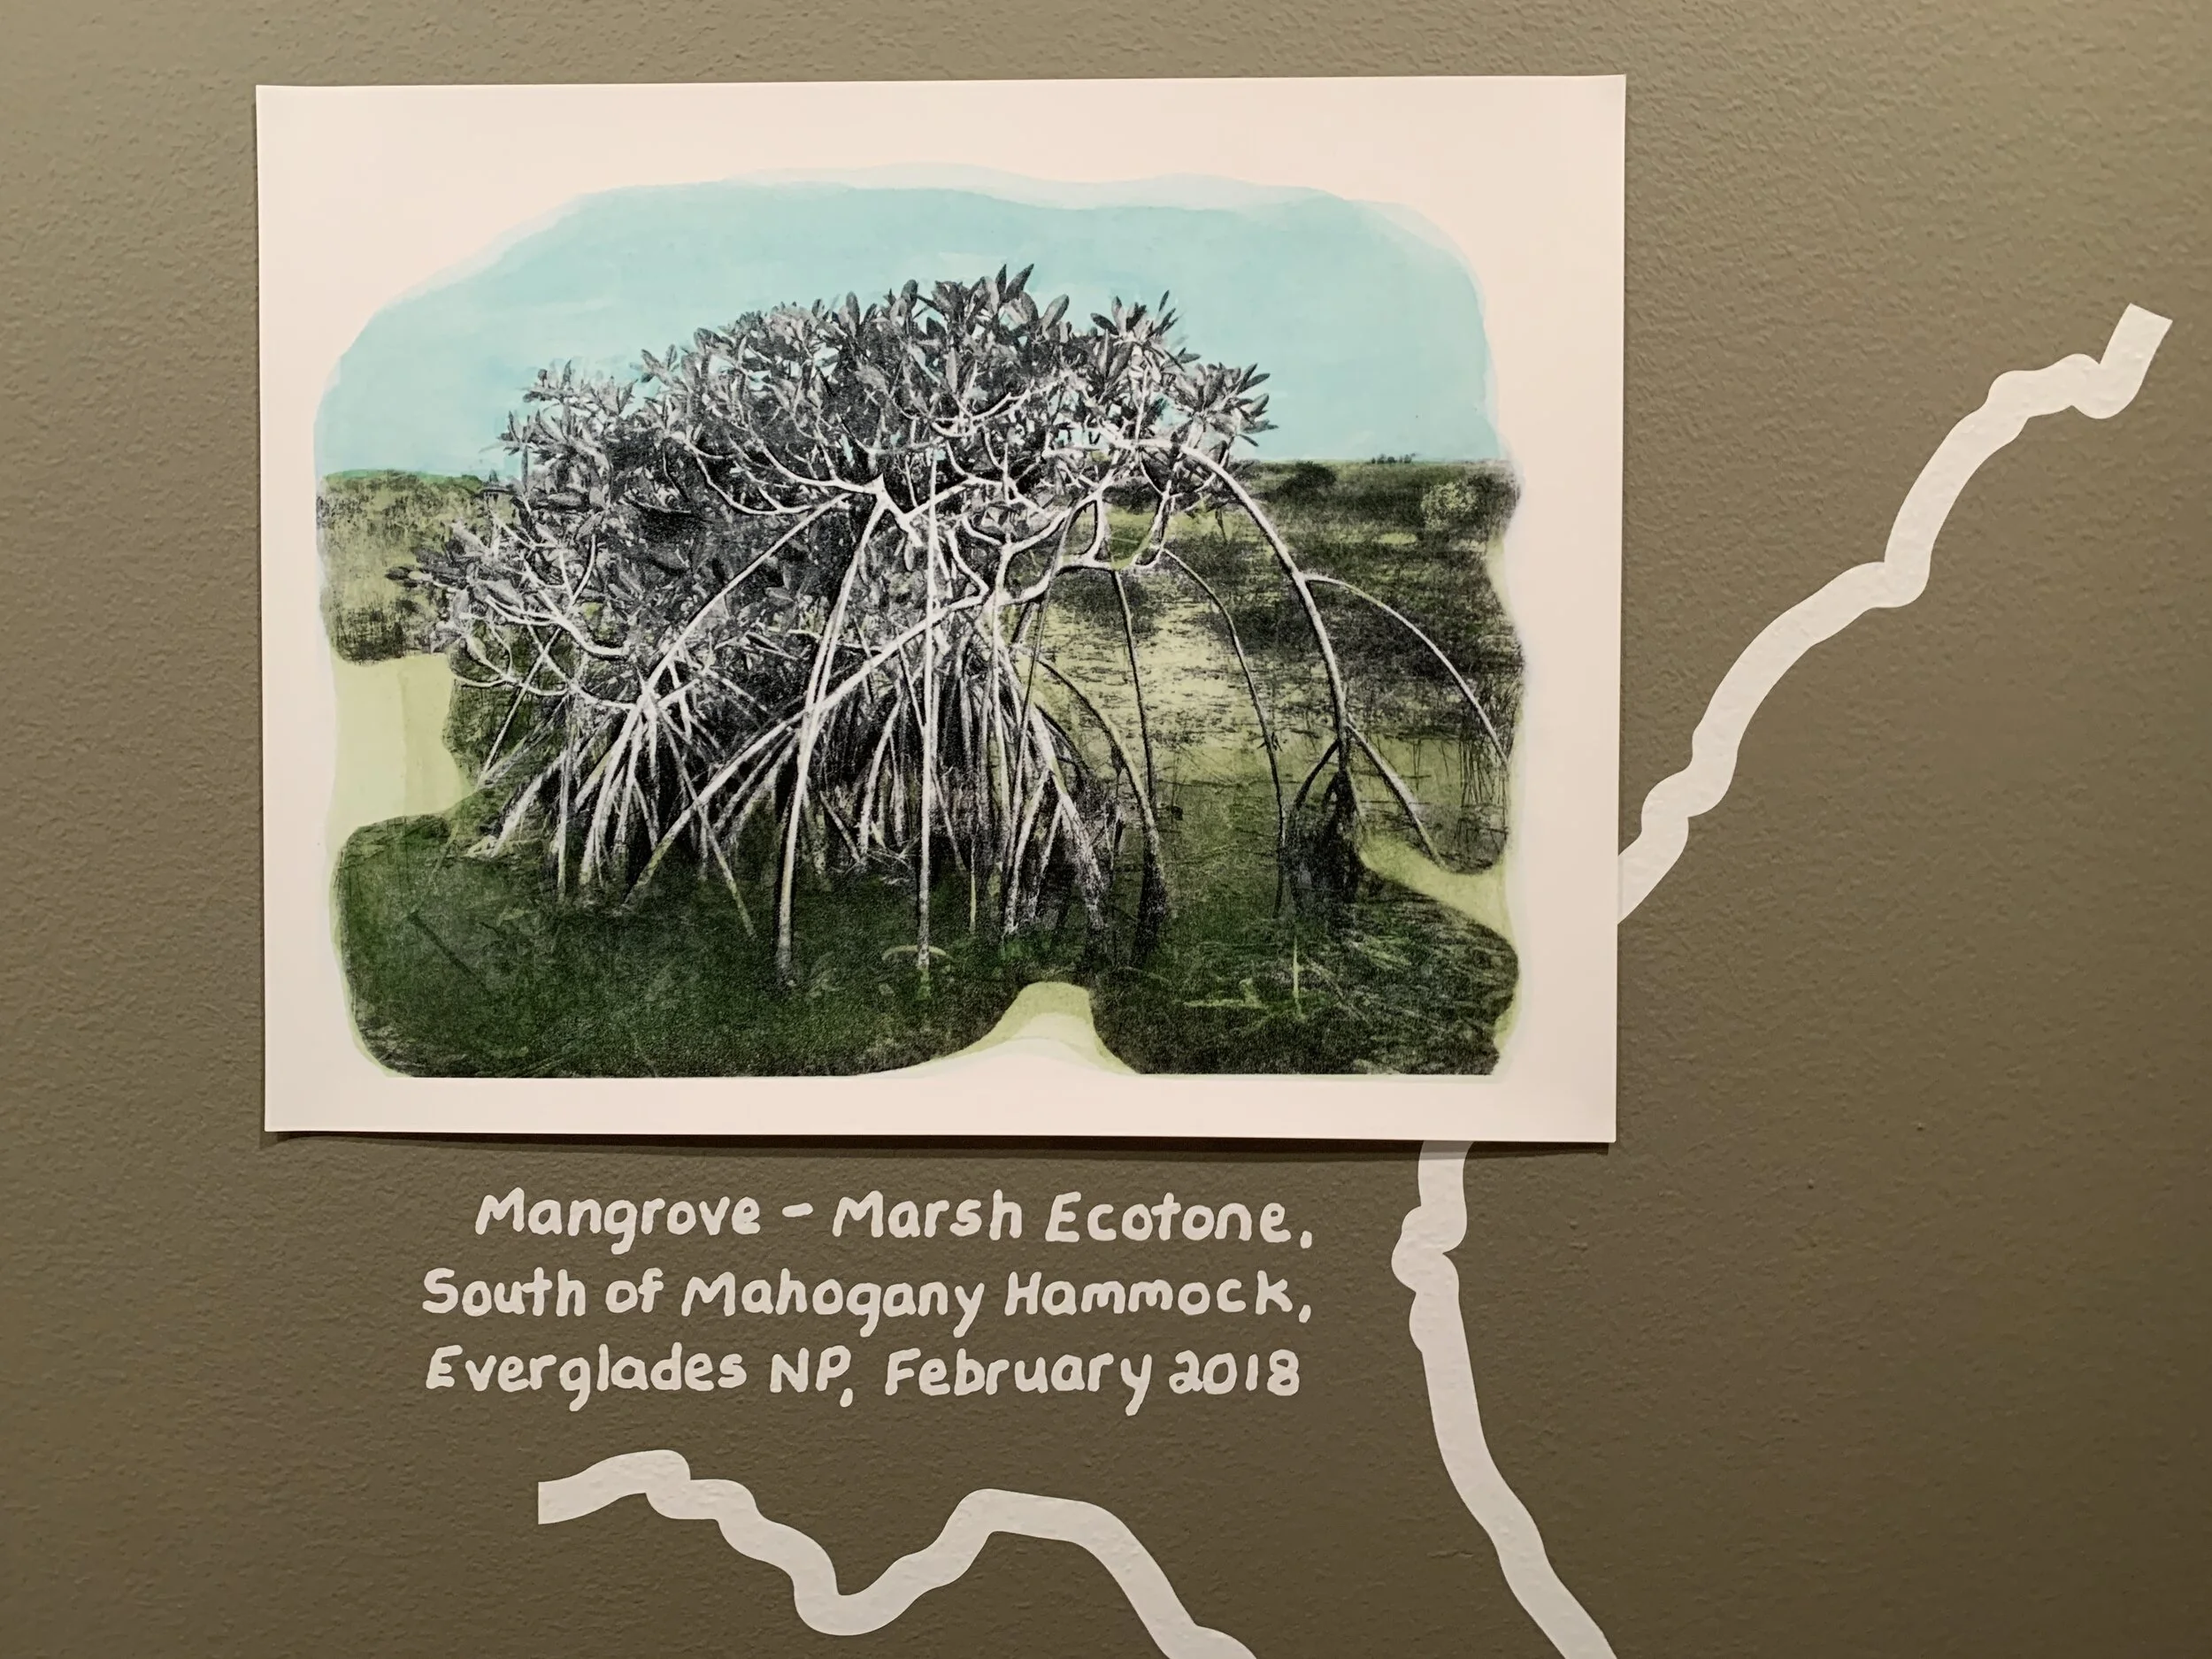 Mangrove - Marsh Ecotone,
South of Mahogany Hammock,
Everglades NP, February 2018